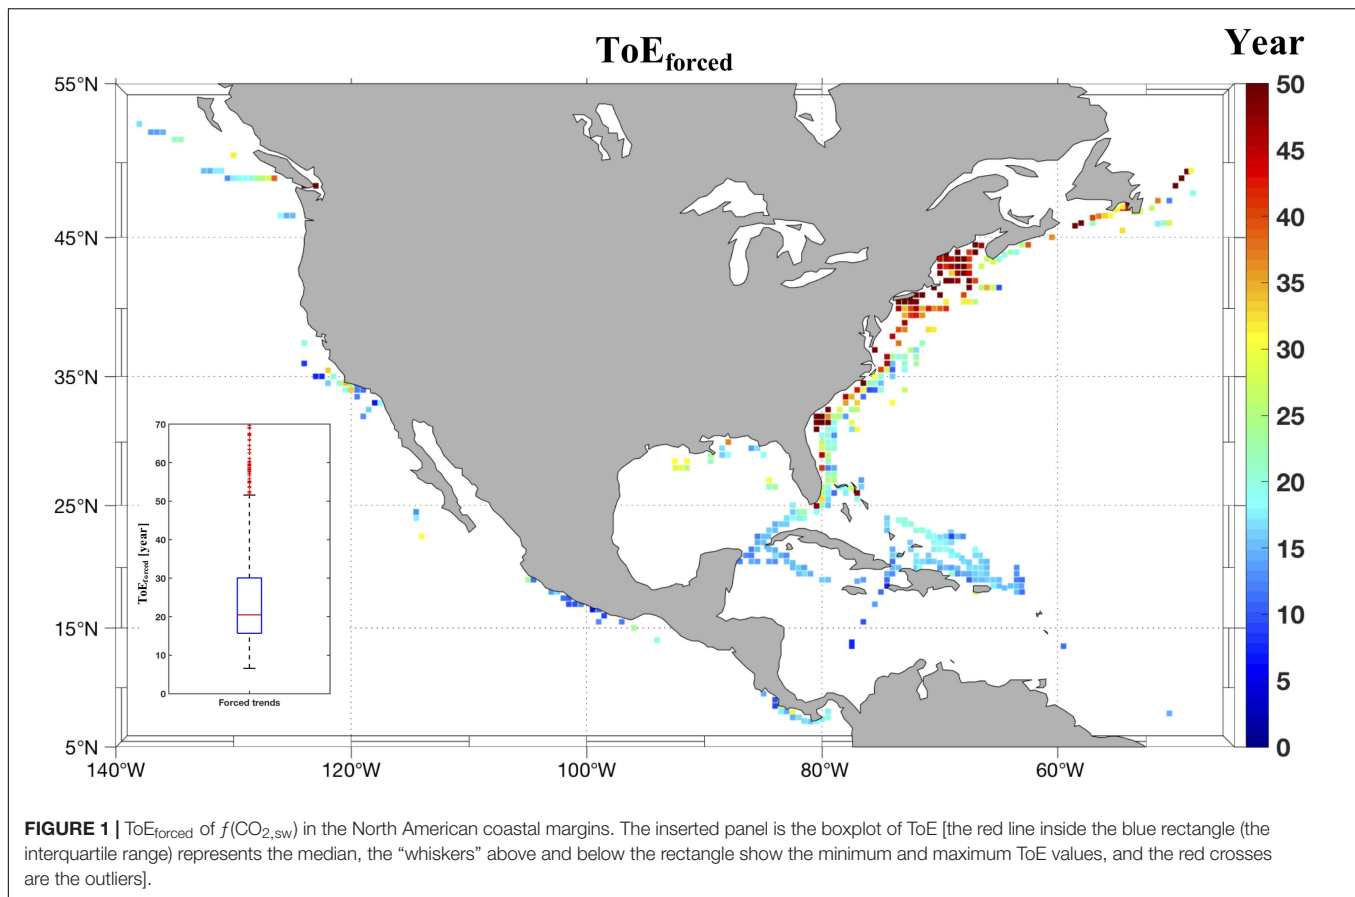 ToEforced
Year
55°N
45°N
35°N
25°N
15°N
5°N
140°W
120°W
100°W
80°W
60°W
50
45
40
35
30
25
20
15
10
5
0
70
60
50
40
30
20
10
0
ToEforced [year]
Forced trends
FIGURE 1 | ToEforced of f(CO2,sw) in the North American coastal margins. The inserted panel is the boxplot of ToE [the red line inside the blue rectangle (the
interquartile range) represents the median, the “whiskers” above and below the rectangle show the minimum and maximum ToE values, and the red crosses
are the outliers].